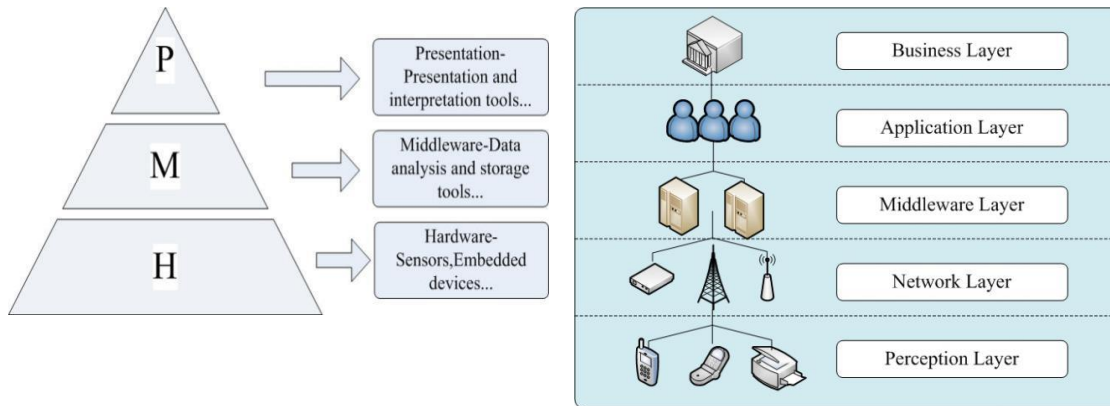 P
Presentation-
Presentation and
interpretation tools...
M
Middleware-Data
analysis and storage
tools...
H
Hardware-
Sensors,Embedded
devices...
Business Layer
Application Layer
Middleware Layer
Network Layer
Perception Layer